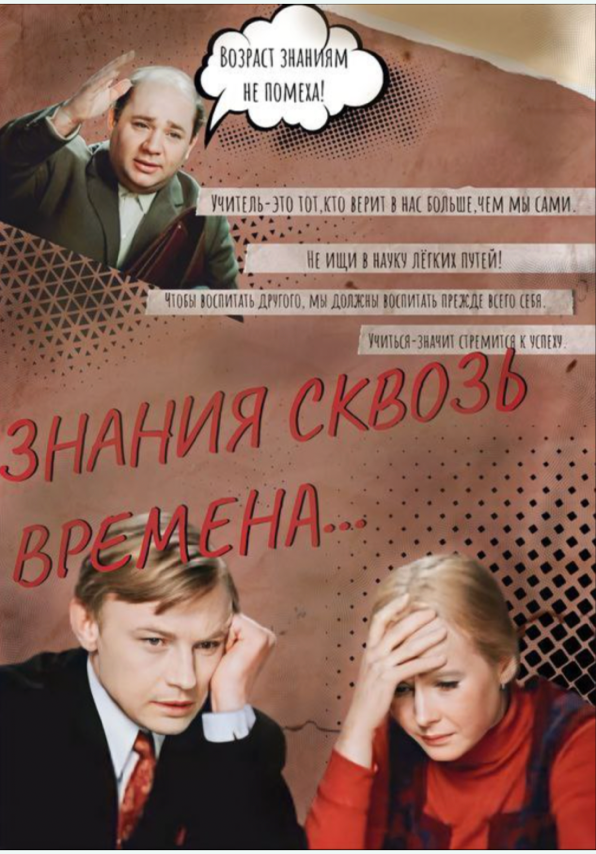 Возраст знаниям
не помеха!
Учитель-это тот,кто верит в нас больше,чем мы сами.
Не ищи в науку лёгких путей!
Чтобы воспитать другого, мы должны воспитать прежде всего себя.
Учиться-значит стремится к успеху.
ЗНАНИЯ СКВОЗЬ
ВРЕМЕНА...